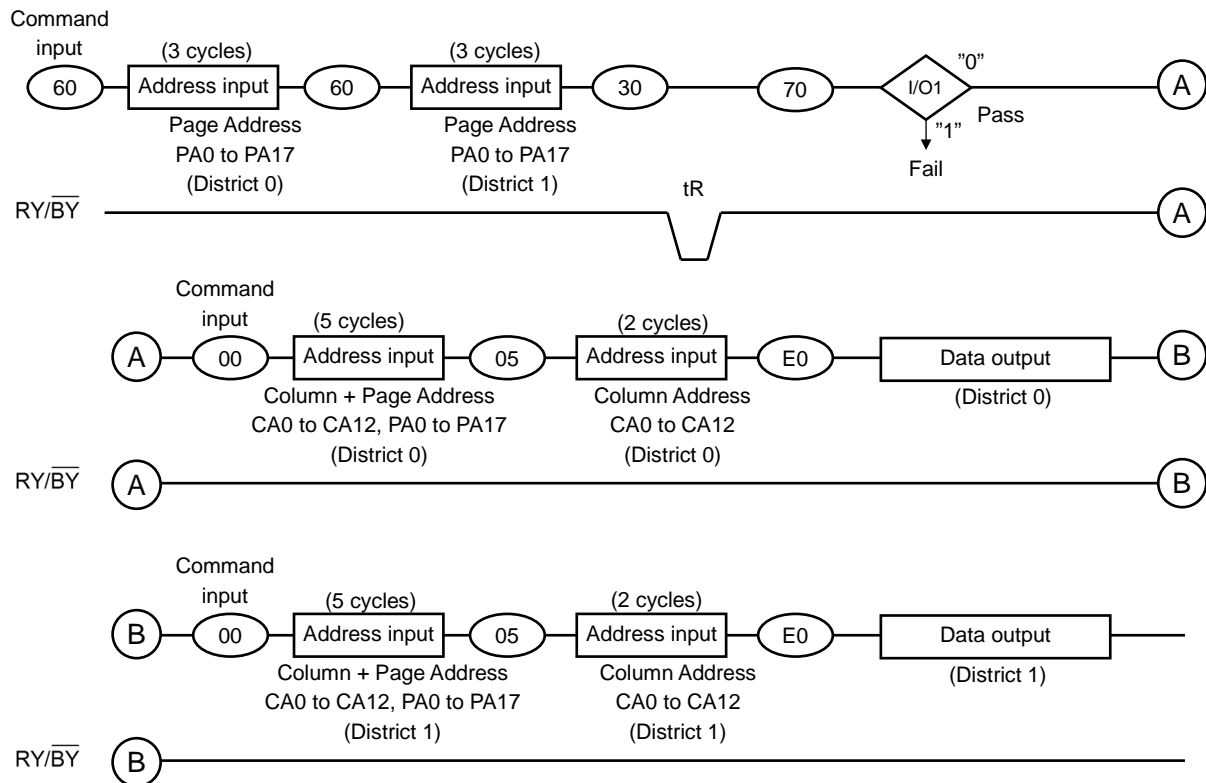 Command
input
(3 cycles)
(3 cycles)
"0"
60
Address input
60
Address input
30
70
I/O1
A
"1"
Pass
Fail
Page Address
PA0 to PA17
(District 0)
Page Address
PA0 to PA17
(District 1)
tR
RY/BY
A
Command
input
(5 cycles)
(2 cycles)
A
00
Address input
05
Address input
E0
Data output
B
Column + Page Address
CA0 to CA12, PA0 to PA17
(District 0)
Column Address
CA0 to CA12
(District 0)
(District 0)
RY/BY
A
B
Command
input
(5 cycles)
(2 cycles)
B
00
Address input
05
Address input
E0
Data output
Column + Page Address
CA0 to CA12, PA0 to PA17
(District 1)
Column Address
CA0 to CA12
(District 1)
(District 1)
RY/BY
B